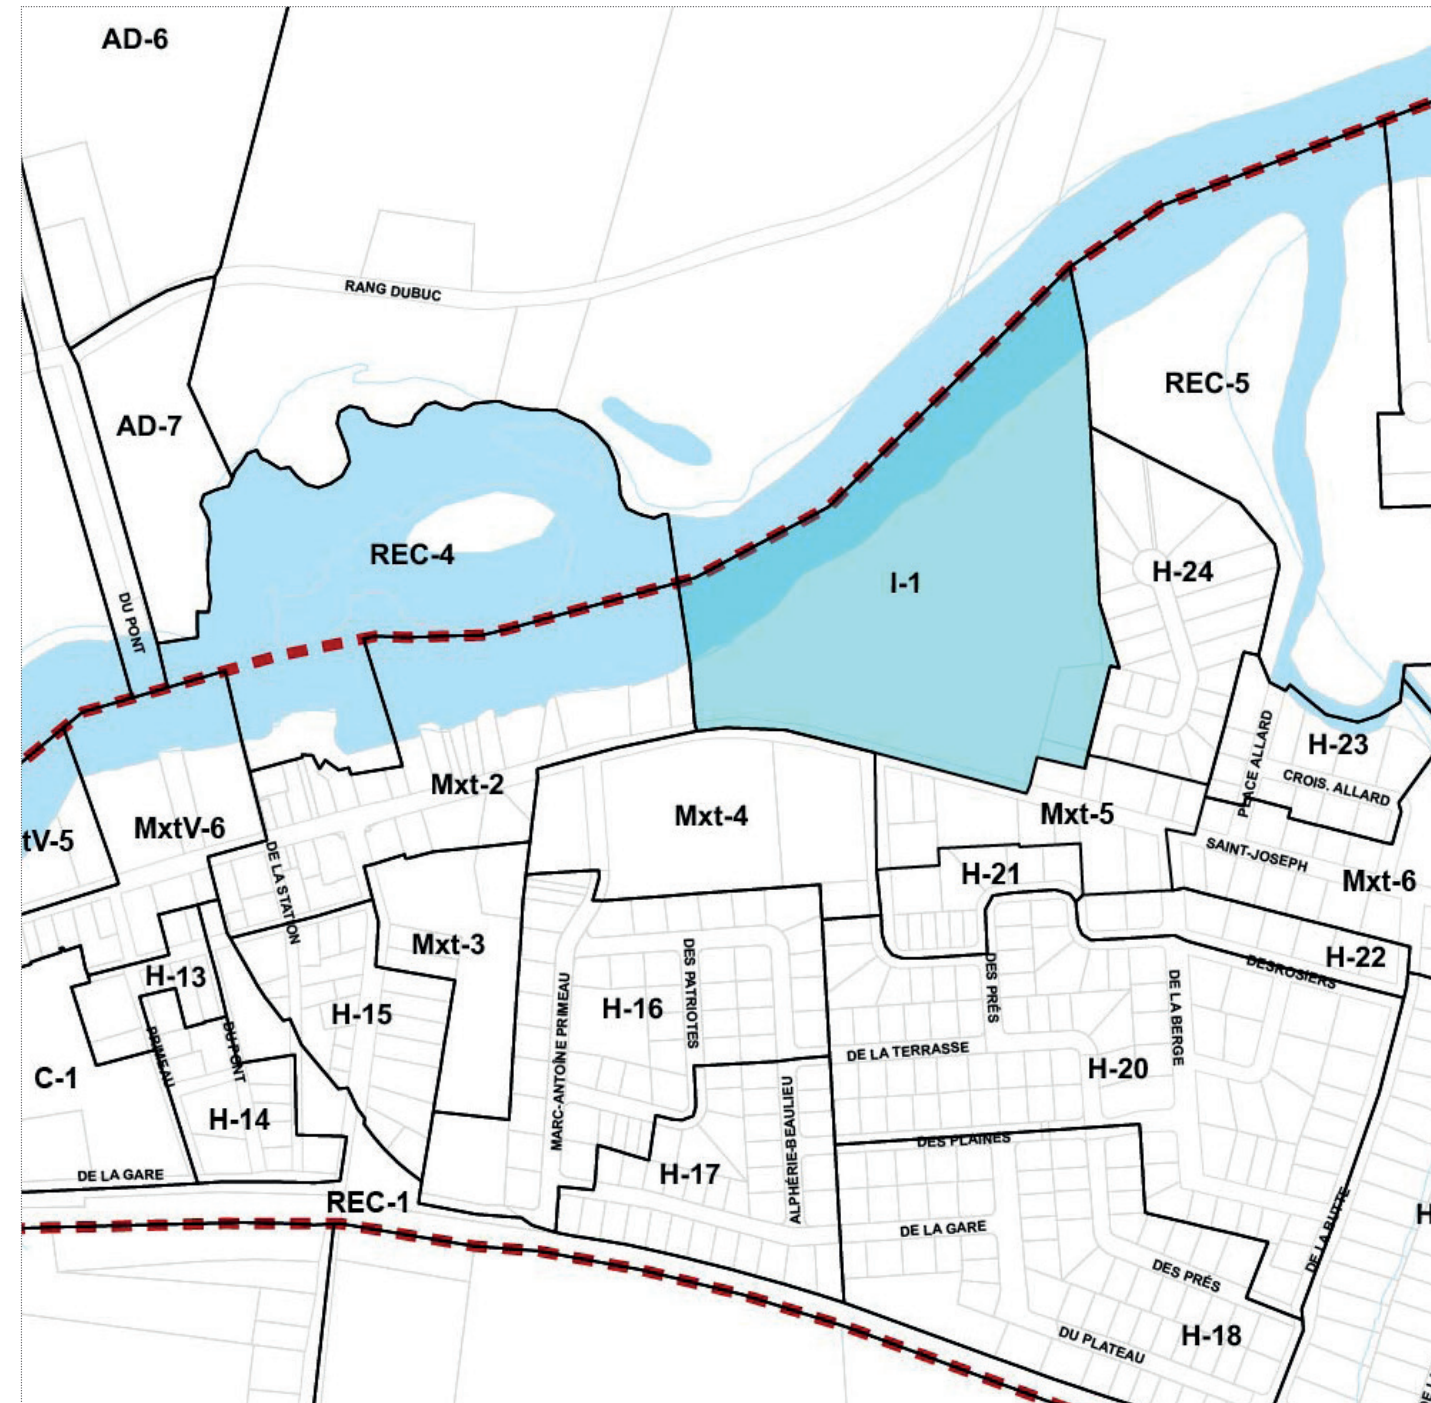 AD-6
RANG DUBUC
REC-5
AD-7
REC-4
H-24
I-1
DU PONT
PLACE ALLARD
H-23
Mxt-2
CROIS. ALLARD
Mxt-4
Mxt-5
MxtV-6
tV-5
SAINT-JOSEPH
DE LA STATION
H-21
Mxt-6
Mxt-3
H-22
DESROSIERS
H-13
DES PATRIOTES
DES PRÉS
H-16
H-15
MARC-ANTOINE PRIMEAU
DE LA BERGE
DU PONT
PRIMEAU
DE LA TERRASSE
H-20
C-1
H-14
ALPHÉRIE-BEAULIEU
DES PLAINES
DE LA GARE
H-17
REC-1
H
DE LA BUTTE
DE LA GARE
DES PRÉS
H-18
DU PLATEAU